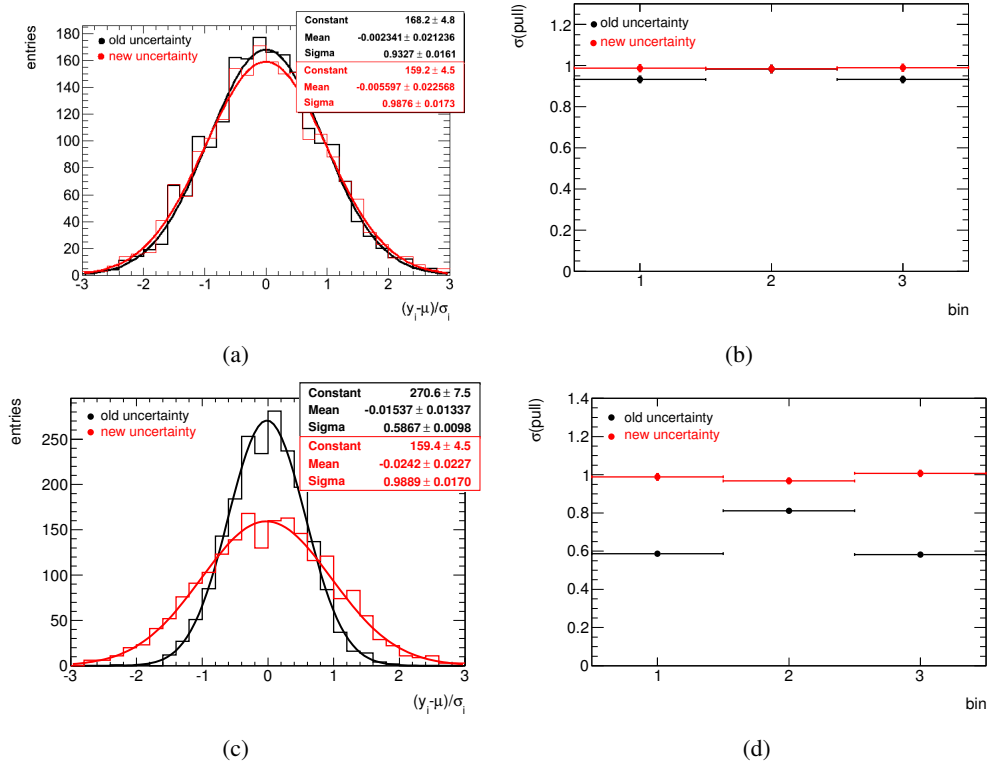 Constant 168.2 ± 4.8
Mean -0.002341 ± 0.021236
Sigma 0.9327 ± 0.0161
Constant 159.2 ± 4.5
Mean -0.005597 ± 0.022568
Sigma 0.9876 ± 0.0173
entries
old uncertainty
new uncertainty
180
160
140
120
100
80
60
40
20
0
-3 -2 -1 0 1 2 3
(y_i-μ)/σ_i
(a)
σ(pull)
old uncertainty
new uncertainty
1.2
1
0.8
0.6
0.4
0.2
0
1 2 3
bin
(b)
Constant 270.6 ± 7.5
Mean -0.01537 ± 0.01337
Sigma 0.5867 ± 0.0098
Constant 159.4 ± 4.5
Mean -0.0242 ± 0.0227
Sigma 0.9889 ± 0.0170
entries
old uncertainty
new uncertainty
250
200
150
100
50
0
-3 -2 -1 0 1 2 3
(y_i-μ)/σ_i
(c)
σ(pull)
old uncertainty
new uncertainty
1.4
1.2
1
0.8
0.6
0.4
0.2
0
1 2 3
bin
(d)